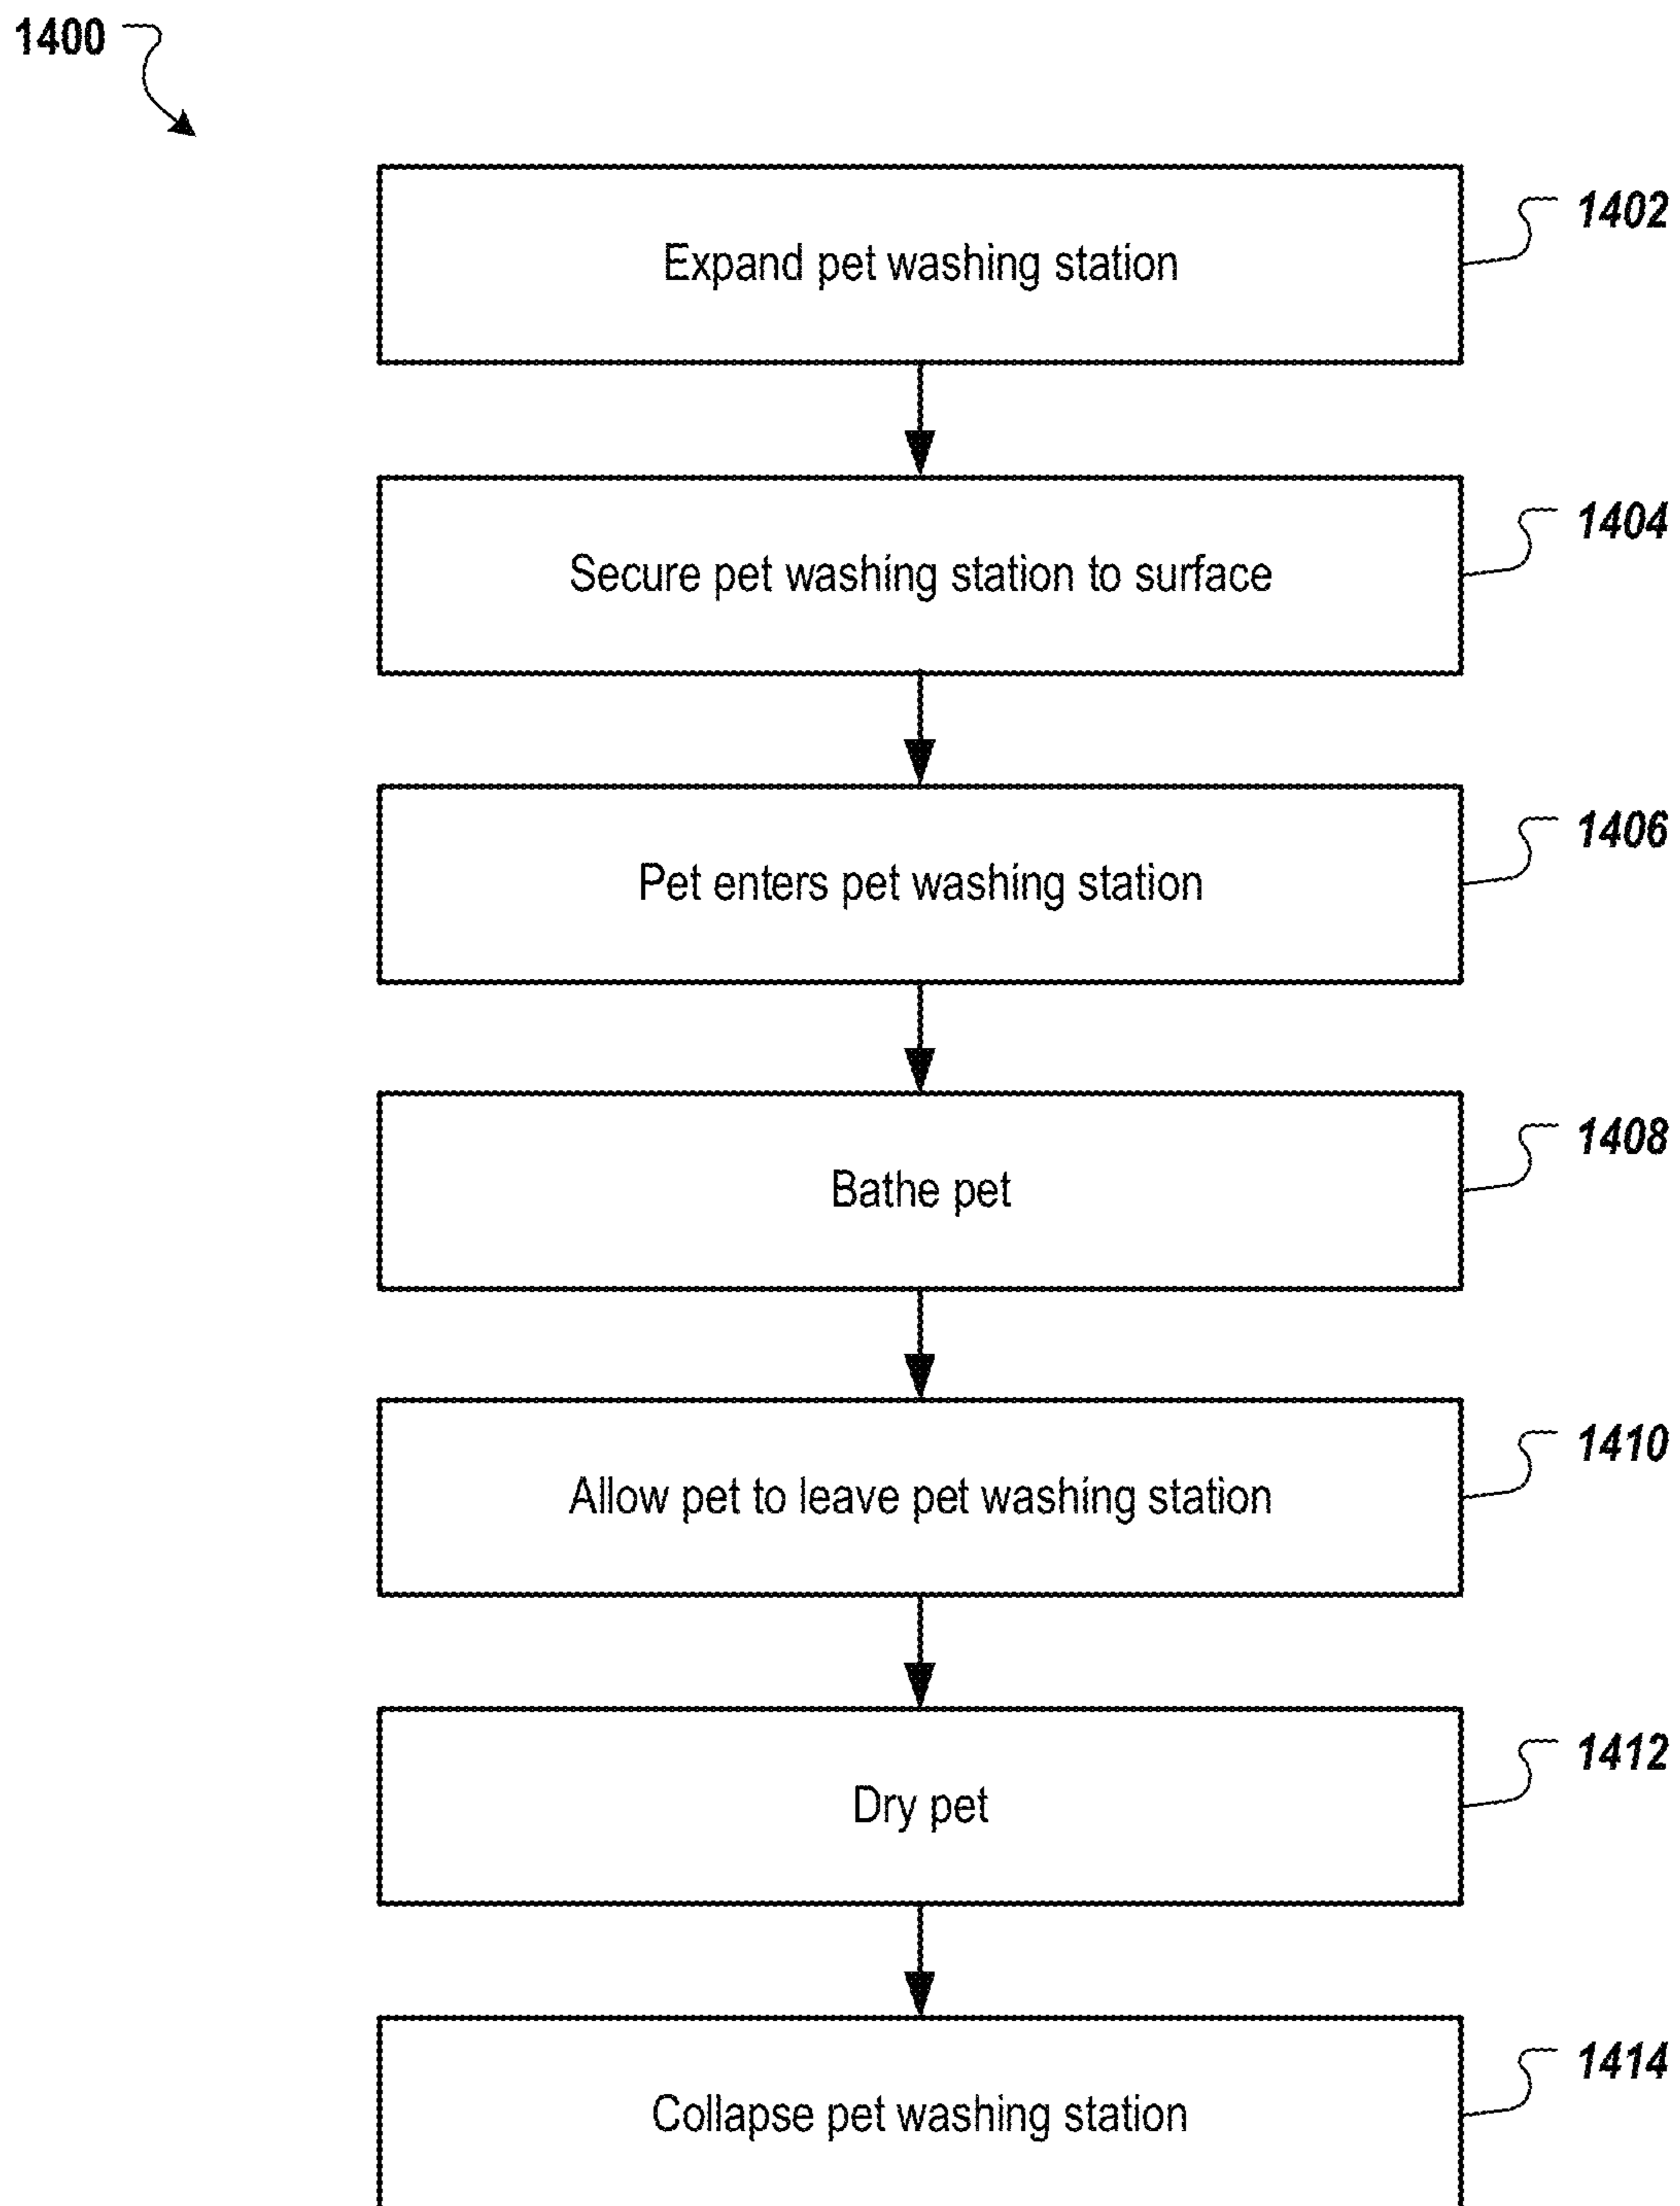 1400
Expand pet washing station
1402
Secure pet washing station to surface
1404
Pet enters pet washing station
1406
Bathe pet
1408
Allow pet to leave pet washing station
1410
Dry pet
1412
Collapse pet washing station
1414